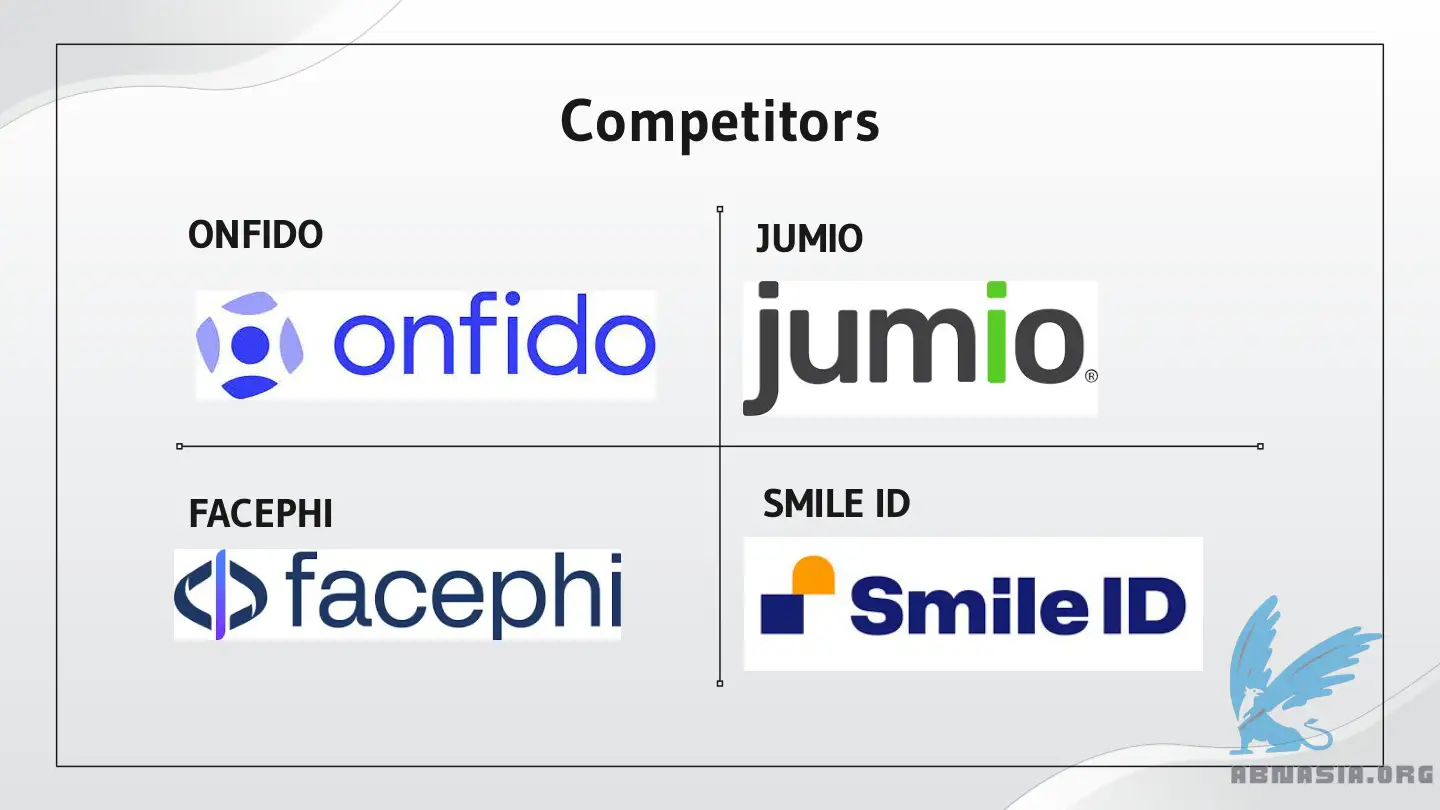 Competitors
ONFIDO
onfido
JUMIO
jumio®
FACEPHI
facephi
SMILE ID
Smile ID
ABNASIA.ORG